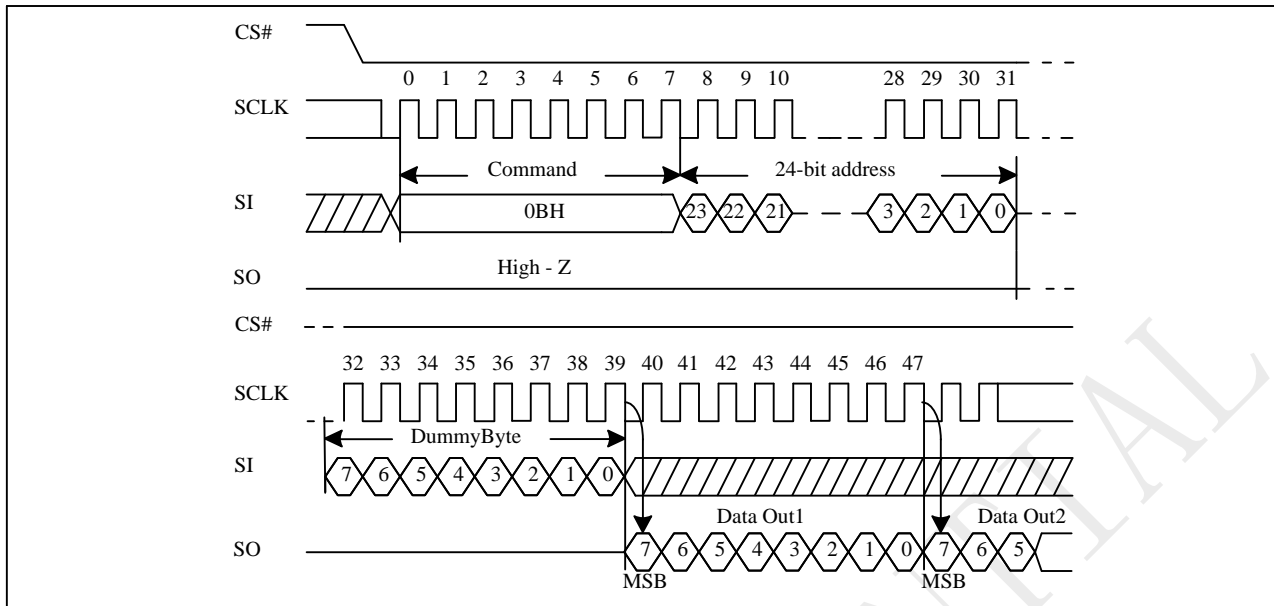 CS#
0 1 2 3 4 5 6 7 8 9 10 28 29 30 31
SCLK
Command 24-bit address
SI 0BH 23 22 21 3 2 1 0
High - Z
SO
CS#
32 33 34 35 36 37 38 39 40 41 42 43 44 45 46 47
SCLK
DummyByte
SI 7 6 5 4 3 2 1 0
Data Out1 Data Out2
SO 7 6 5 4 3 2 1 0 7 6 5
MSB MSB